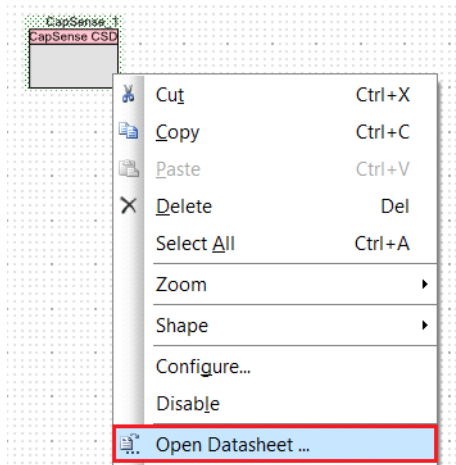 CapSense_1
CapSense CSD
Cut Ctrl+X
Copy Ctrl+C
Paste Ctrl+V
Delete Del
Select All Ctrl+A
Zoom
Shape
Configure...
Disable
Open Datasheet ...